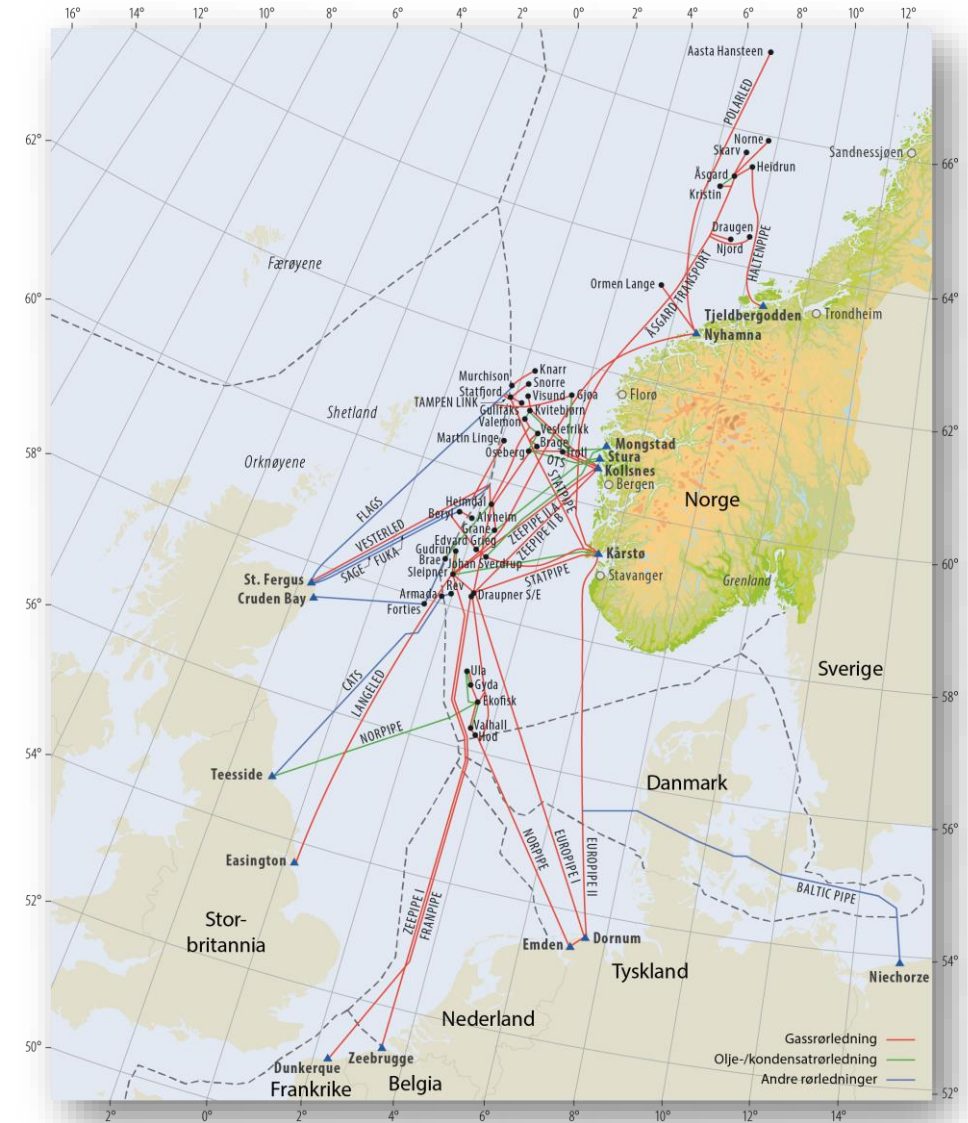 16° 14° 12° 10° 8° 6° 4° 2° 0° 2° 4° 6° 8° 10° 12°
Aasta Hansteen
POLARLED
62°
Norne
Skarv
Sandnessjøen
66°
Åsgard
Heidrun
Kristin
Draugen
Njord
HALTENPIPE
Færøyene
ÅSGARD TRANSPORT
Ormen Lange
60°
64°
Tjeldbergodden
Trondheim
Nyhamna
Murchison
Knarr
Snorre
Statfjord
Visund
Gjøa
Florø
TAMPEN LINK
Gullfaks
Kvitebjørn
Shetland
Valemon
Veslefrikk
Martin Linge
Brage
Mongstad
58°
Oseberg
Troll
Stura
OTS
Kollsnes
Orknøyene
Bergen
STATPIPE
Norge
62°
FLAGS
Heimdal
Beryl
Alvheim
VESTERLED
Grane
ZEEPIPE II A
ZEEPIPE II B
SAGE
FUKA
Edvard Grieg
Gudrun
Brae
Johan Sverdrup
Kårstø
St. Fergus
Sleipner
STATPIPE
Stavanger
Grenland
Rev
Cruden Bay
Armada
Draupner S/E
56°
Forties
60°
Sverige
Ula
CATS
LANGELED
Gyda
Ekofisk
58°
NORPIPE
Valhall
Hod
54°
Teesside
Danmark
56°
Easington
NORPIPE
EUROPIPE I
EUROPIPE II
BALTIC PIPE
52°
Stor-
britannia
ZEEPIPE I
FRANPIPE
Emden
Dornum
54°
Tyskland
Niechorze
Nederland
50°
Gassrørledning
Zeebrugge
Olje-/kondensatrørledning
Dunkerque
Andre rørledninger
Frankrike
Belgia
52°
2° 0° 2° 4° 6° 8° 10° 12° 14°